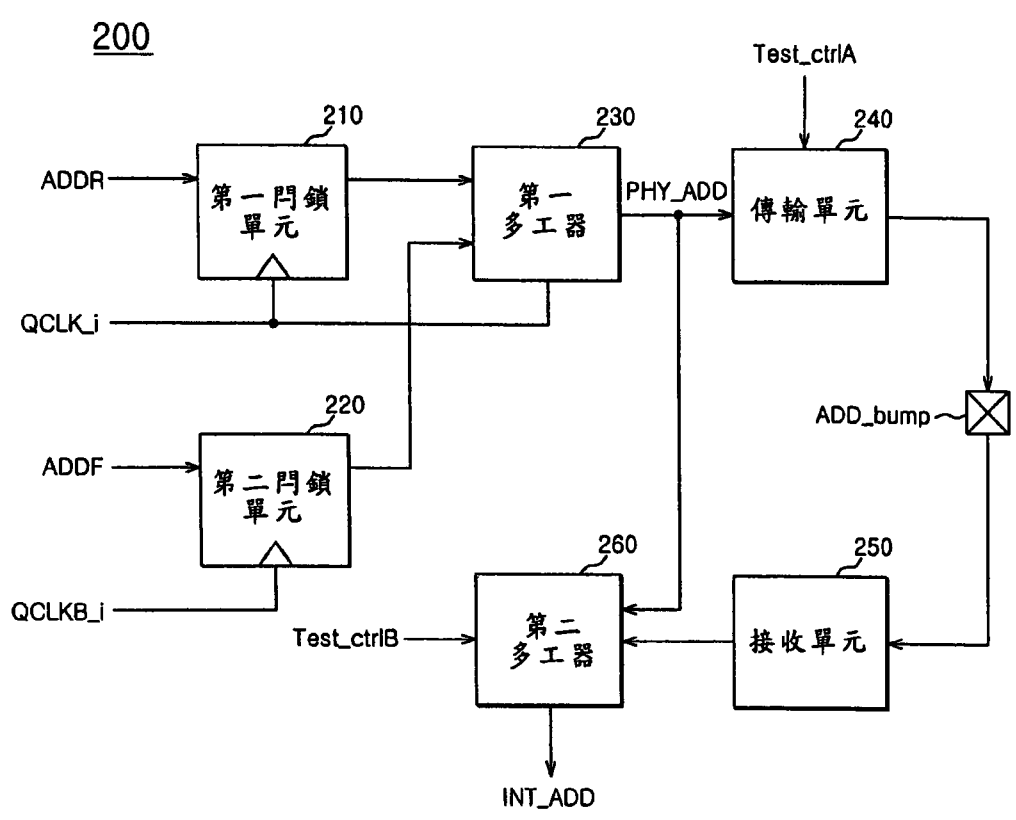 200
Test_ctrlA
210
230
240
ADDR
第一閂鎖
單元
第一
多工器
PHY_ADD
傳輸單元
QCLK_i
220
ADD_bump
ADDF
第二閂鎖
單元
260
250
QCLKB_i
Test_ctrlB
第二
多工器
接收單元
INT_ADD